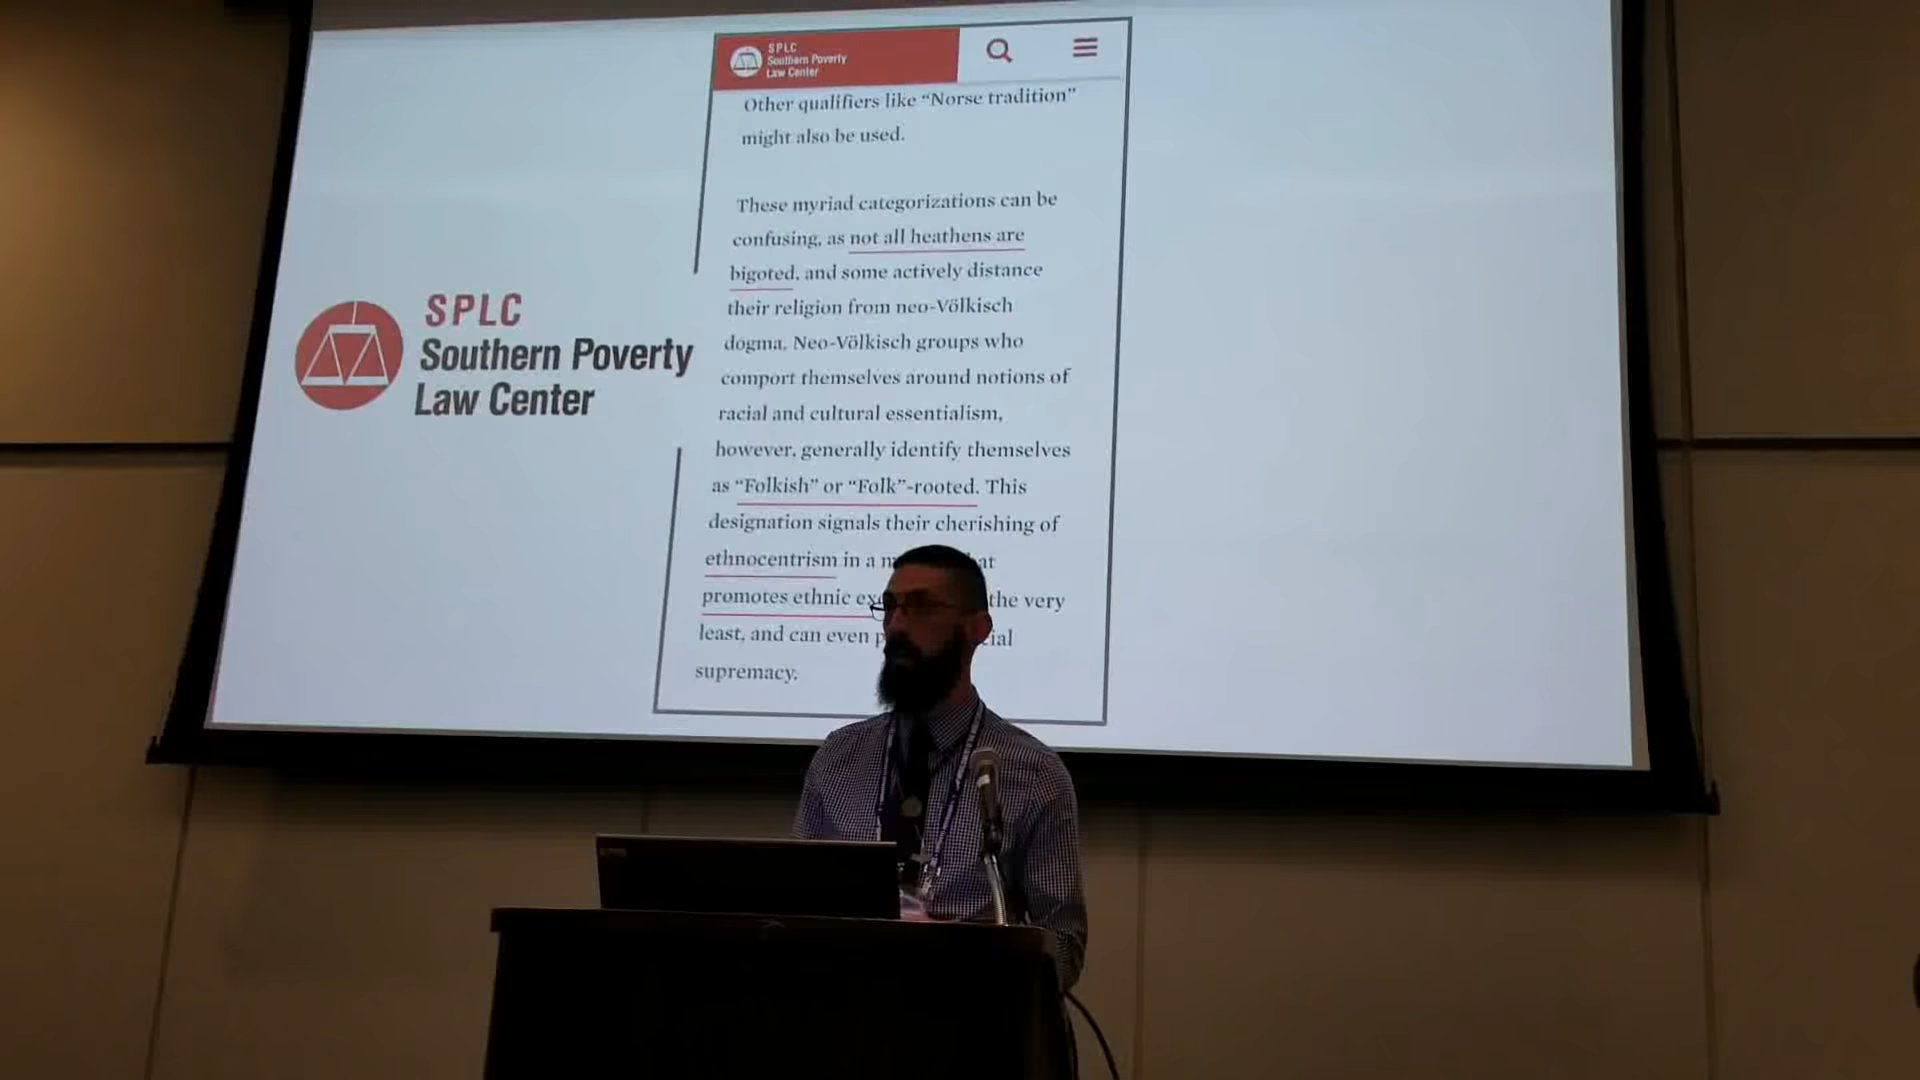 SPLC
Southern Poverty
Law Center
SPLC
Southern Poverty
Law Center
Other qualifiers like “Norse tradition”
might also be used.
These myriad categorizations can be
confusing, as not all heathens are
bigoted, and some actively distance
their religion from neo-Völkisch
dogma. Neo-Völkisch groups who
comport themselves around notions of
racial and cultural essentialism,
however, generally identify themselves
as “Folkish” or “Folk”-rooted. This
designation signals their cherishing of
ethnocentrism in a
promotes ethnic the very
least, and can even
supremacy.